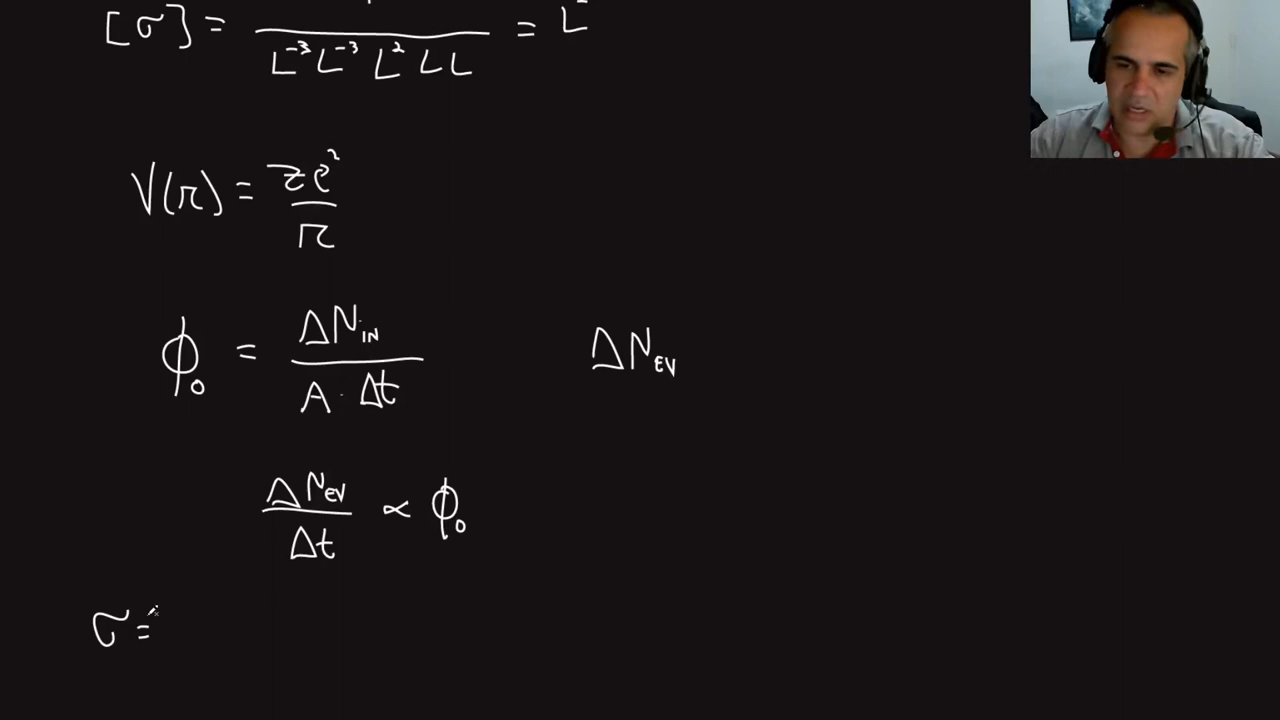 [σ] = ――― / L⁻³ L⁻³ L² L L = L
V(r) = ze² / r
ϕ₀ = ΔN_IN / A · Δt    ΔN_EV
ΔN_EV / Δt ∝ ϕ₀
σ =